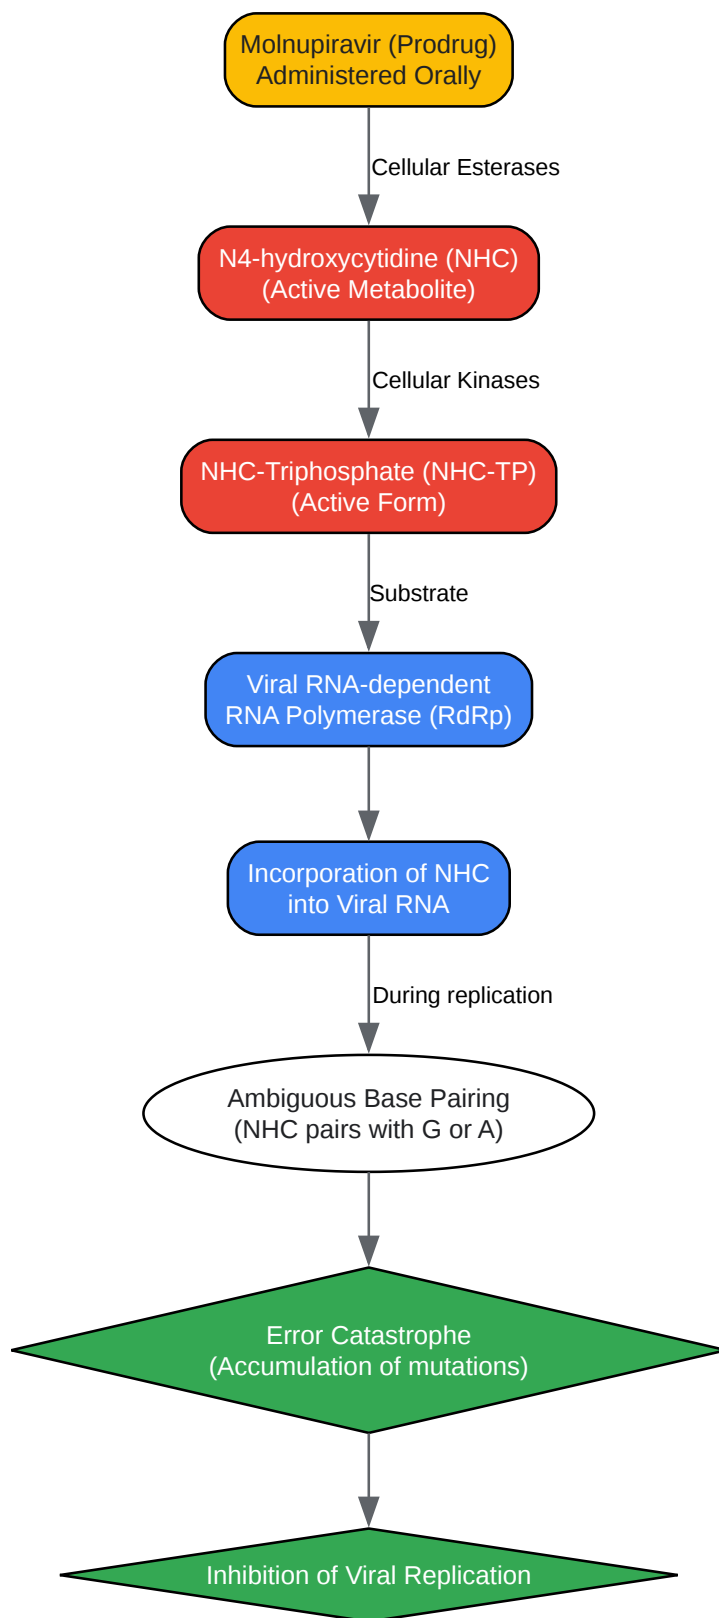 Molnupiravir (Prodrug)
Administered Orally
Cellular Esterases
N4-hydroxycytidine (NHC)
(Active Metabolite)
Cellular Kinases
NHC-Triphosphate (NHC-TP)
(Active Form)
Substrate
Viral RNA-dependent
RNA Polymerase (RdRp)
Incorporation of NHC
into Viral RNA
During replication
Ambiguous Base Pairing
(NHC pairs with G or A)
Error Catastrophe
(Accumulation of mutations)
Inhibition of Viral Replication